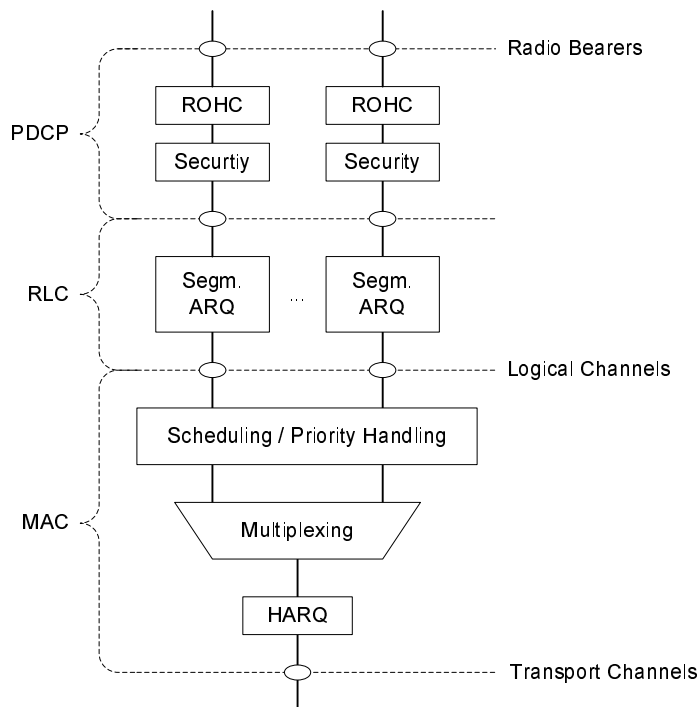 Radio Bearers
ROHC
ROHC
PDCP
Securtiy
Security
Segm.
ARQ
...
Segm.
ARQ
RLC
Logical Channels
Scheduling / Priority Handling
MAC
Multiplexing
HARQ
Transport Channels